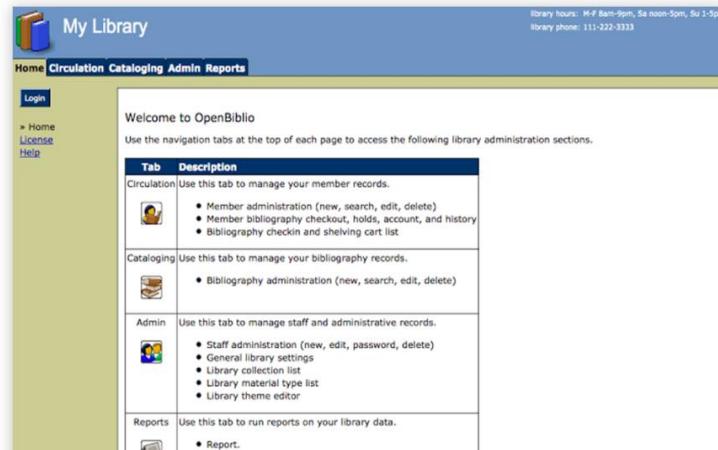 My Library
library hours: M-F 8am-9pm, Sa noon-5pm, Su 1-5
library phone: 111-222-3333
Home Circulation Cataloging Admin Reports
Login
» Home
License
Help
Welcome to OpenBiblio
Use the navigation tabs at the top of each page to access the following library administration sections.
Tab Description
Circulation Use this tab to manage your member records.
• Member administration (new, search, edit, delete)
• Member bibliography checkout, holds, account, and history
• Bibliography checkin and shelving cart list
Cataloging Use this tab to manage your bibliography records.
• Bibliography administration (new, search, edit, delete)
Admin Use this tab to manage staff and administrative records.
• Staff administration (new, edit, password, delete)
• General library settings
• Library collection list
• Library material type list
• Library theme editor
Reports Use this tab to run reports on your library data.
• Report.